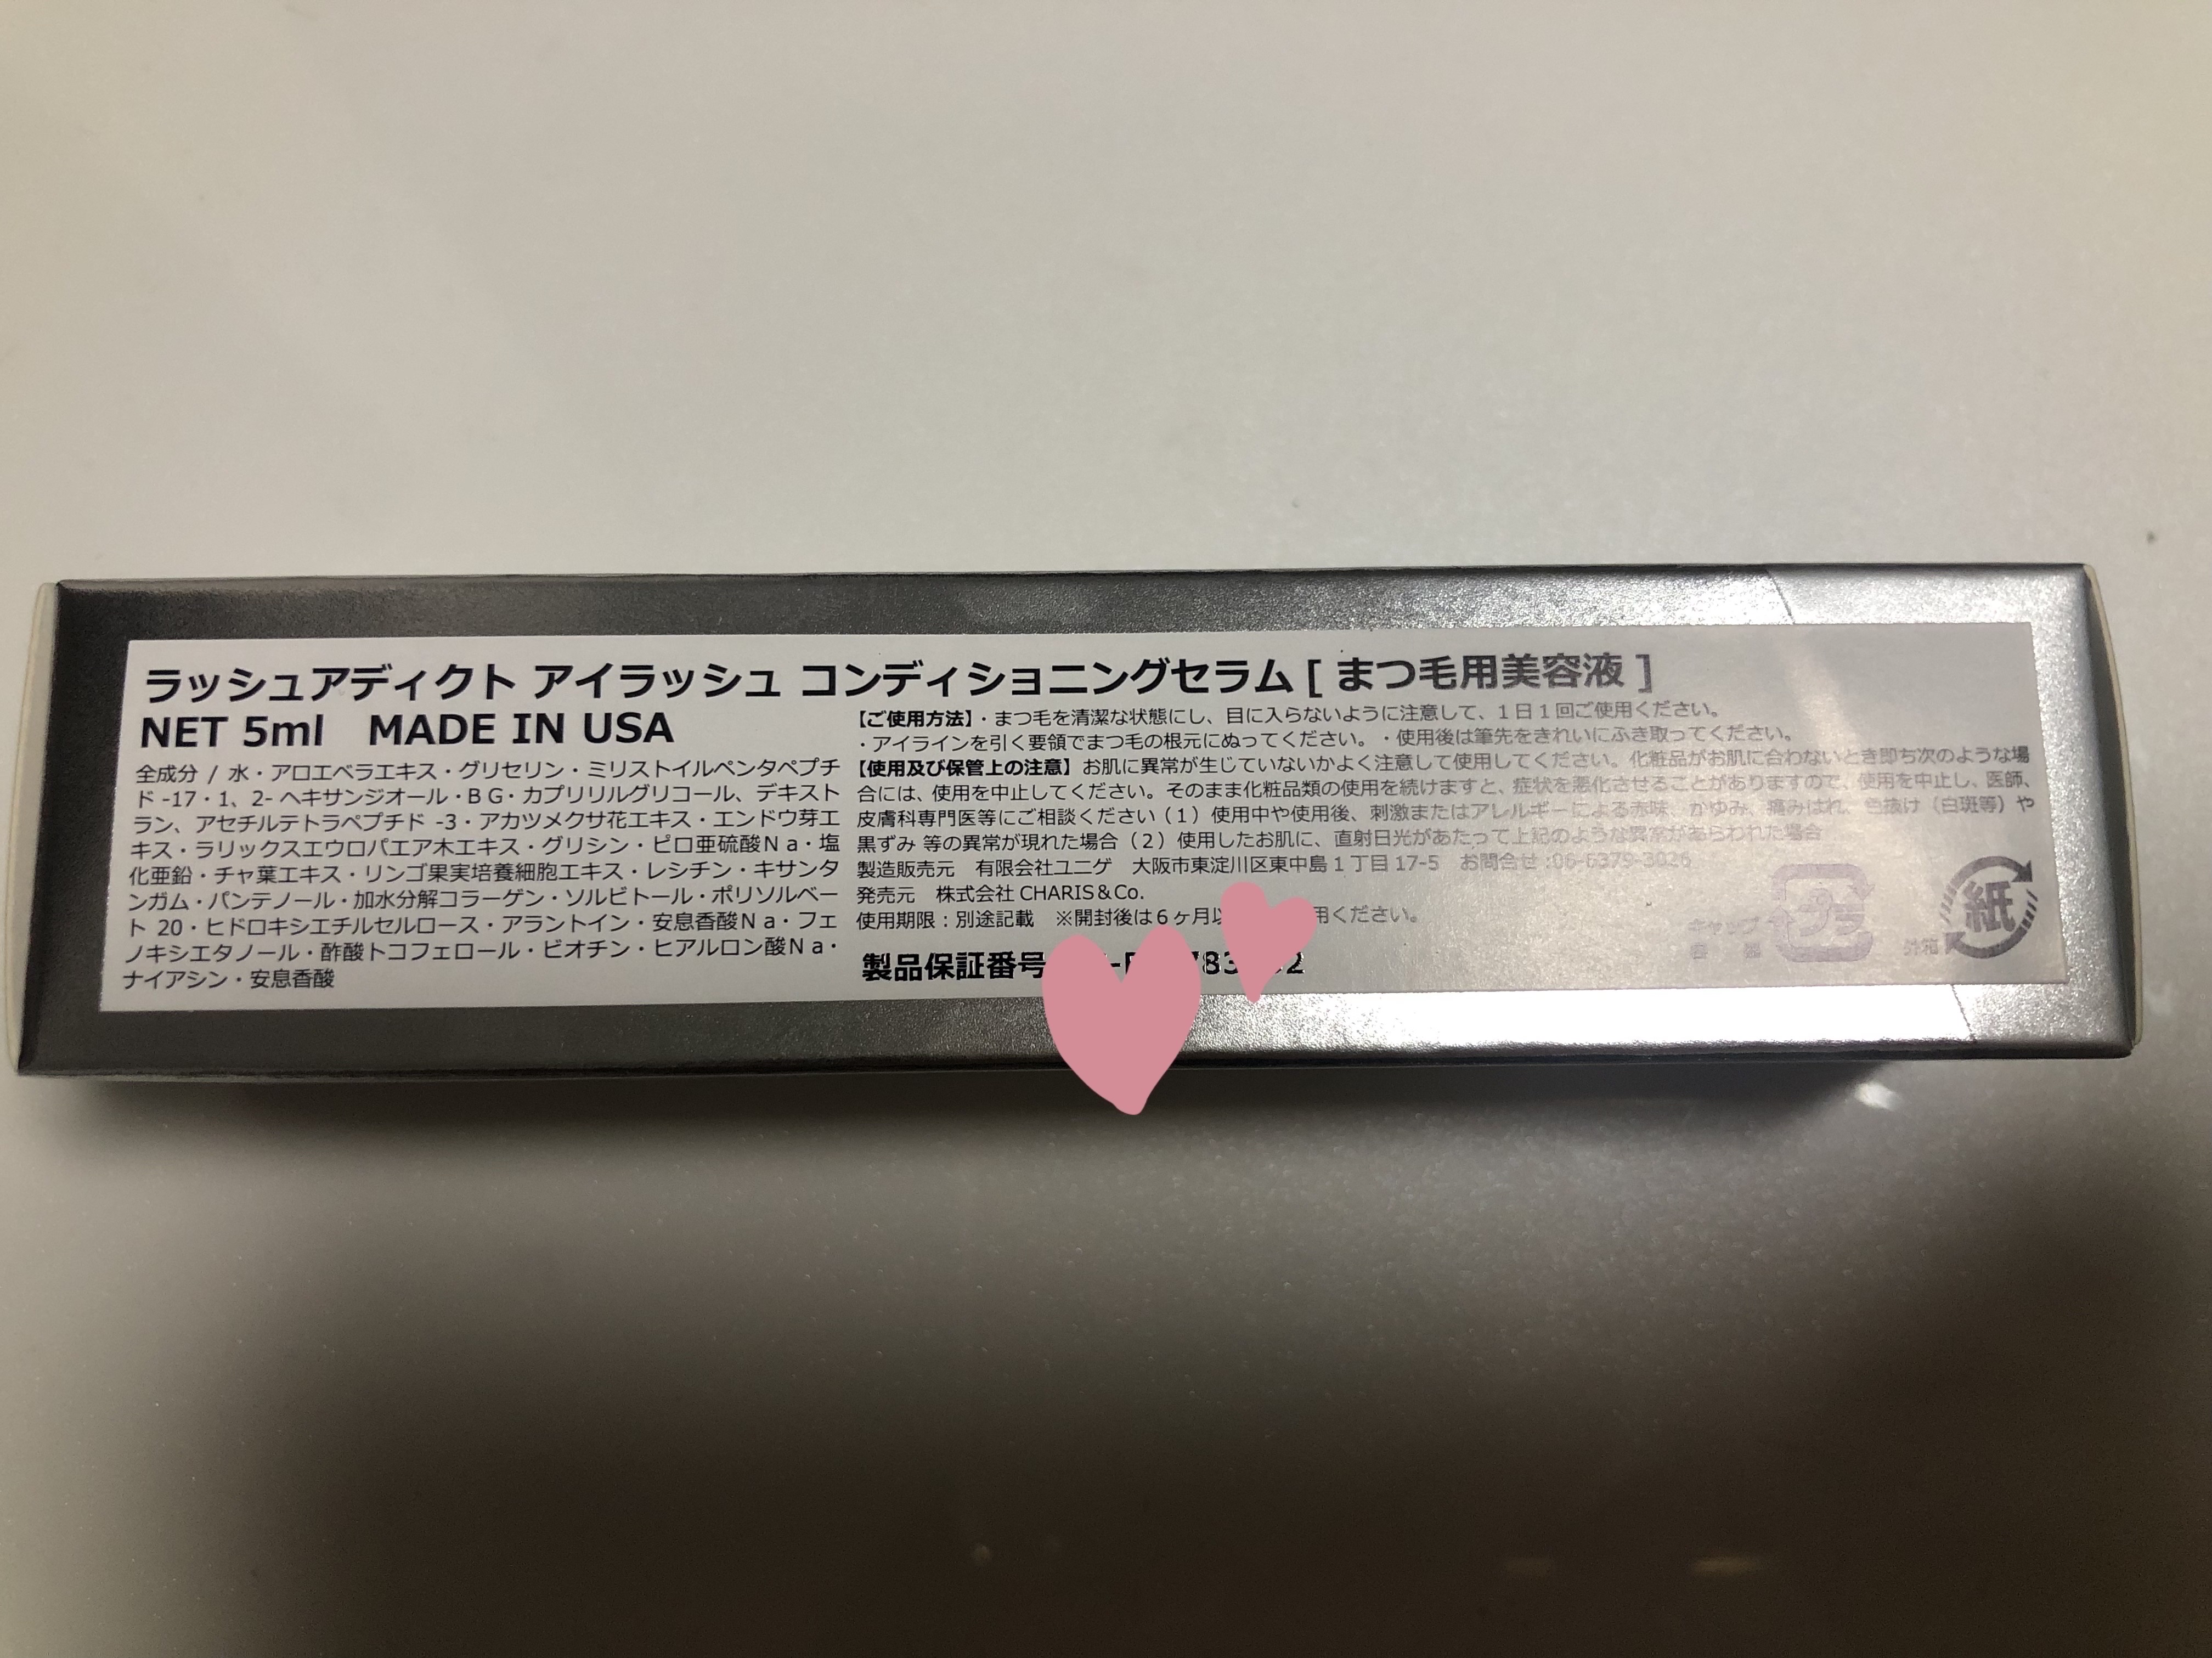 ラッシュアディクト アイラッシュ コンディショニングセラム [ まつ毛用美容液 ]
NET 5ml MADE IN USA
全成分 / 水・アロエベラエキス・グリセリン・ミリストイルペンタペプチ
ド -17・1、2- ヘキサンジオール・BG・カプリリルグリコール、デキスト
ラン、アセチルテトラペプチド -3・アカツメクサ花エキス・エンドウ芽エ
キス・ラリックスエウロパエア木エキス・グリシン・ピロ亜硫酸Na・塩
化亜鉛・チャ葉エキス・リンゴ果実培養細胞エキス・レシチン・キサンタ
ンガム・パンテノール・加水分解コラーゲン・ソルビトール・ポリソルベー
ト 20・ヒドロキシエチルセルロース・アラントイン・安息香酸Na・フェ
ノキシエタノール・酢酸トコフェロール・ビオチン・ヒアルロン酸Na・
ナイアシン・安息香酸
【ご使用方法】・まつ毛を清潔な状態にし、目に入らないように注意して、1日1回ご使用ください。
・アイラインを引く要領でまつ毛の根元にぬってください。・使用後は筆先をきれいにふき取ってください。
【使用及び保管上の注意】お肌に異常が生じていないかよく注意して使用してください。化粧品がお肌に合わないとき即ち次のような場
合には、使用を中止してください。そのまま化粧品類の使用を続けますと、症状を悪化させることがありますので、使用を中止し、医師、
皮膚科専門医等にご相談ください（1）使用中や使用後、刺激またはアレルギーによる赤味、かゆみ、痛みはれ、色抜け（白斑等）や
黒ずみ 等の異常が現れた場合（2）使用したお肌に、直射日光があたって上記のような異常があらわれた場合
製造販売元 有限会社ユニゲ 大阪市東淀川区東中島1丁目17-5 お問合せ:06-6379-3026
発売元 株式会社CHARIS＆Co.
使用期限：別途記載 ※開封後は6ヶ月以 用ください。
製品保証番号
キャップ
容器
プラ
外箱
紙